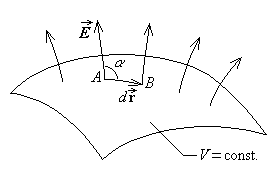 E⃗
α
A
B
dr⃗
V = const.